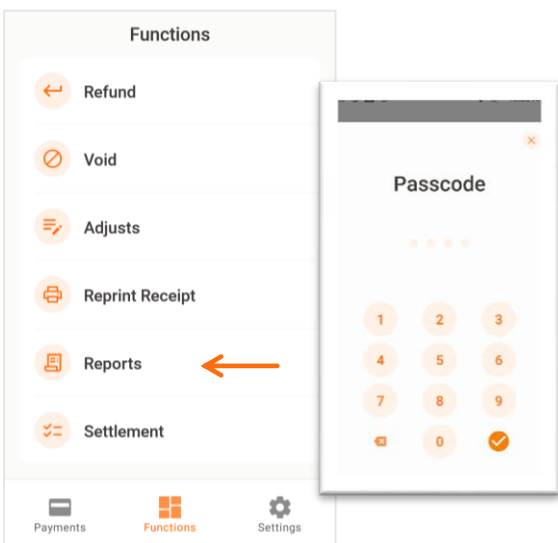 Functions
Refund
Void
Adjusts
Reprint Receipt
Reports
Settlement
Payments
Functions
Settings
Passcode
1 2 3
4 5 6
7 8 9
0